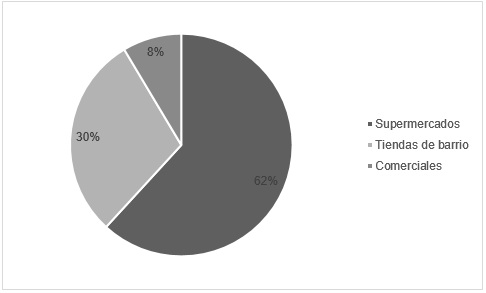 8%
30%
62%
Supermercados
Tiendas de barrio
Comerciales